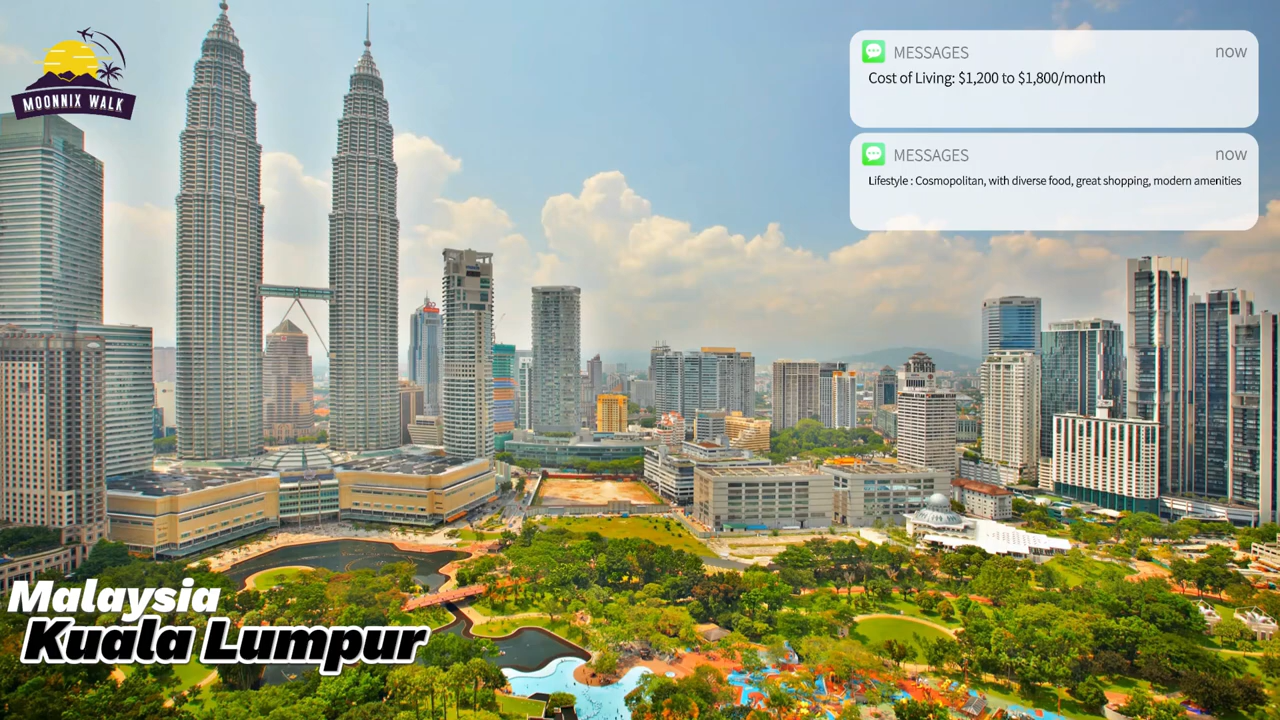 MOONNIX WALK
MESSAGES now
Cost of Living: $1,200 to $1,800/month
MESSAGES now
Lifestyle : Cosmopolitan, with diverse food, great shopping, modern amenities
Malaysia
Kuala Lumpur